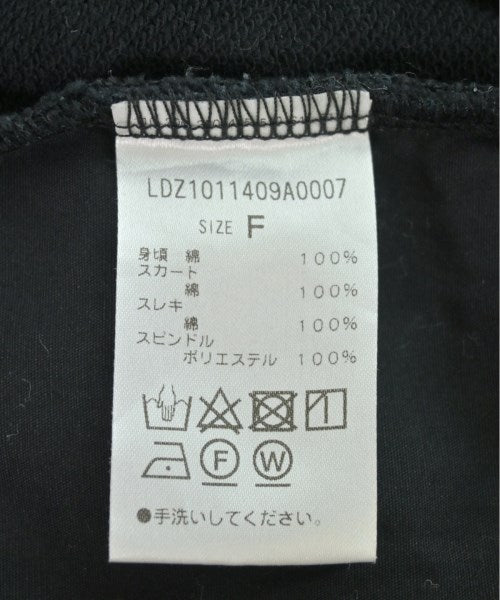 LDZ1011409A0007
SIZE F
身頃 綿 100%
スカート
綿 100%
スレキ
綿 100%
スピンドル
ポリエステル 100%
F W
●手洗いしてください。